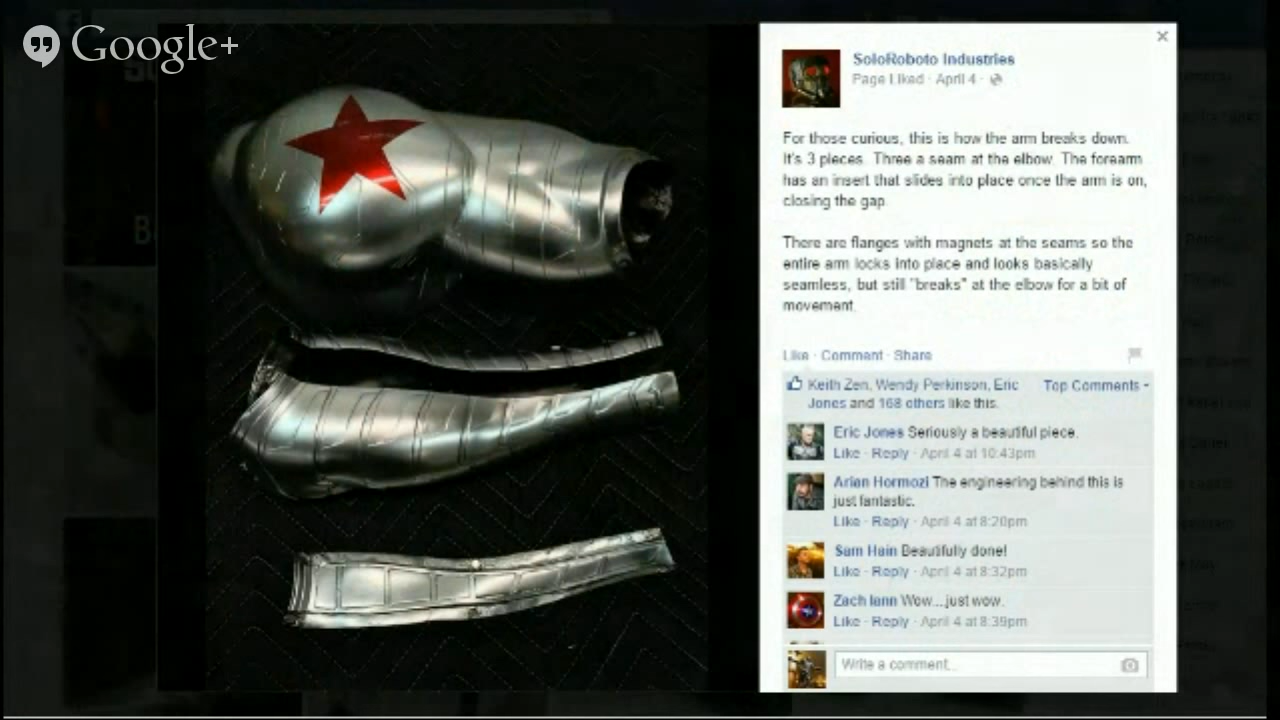 Google+
SoloRoboto Industries
Page Liked · April 4 ·
For those curious, this is how the arm breaks down.
It's 3 pieces. Three a seam at the elbow. The forearm
has an insert that slides into place once the arm is on,
closing the gap.
There are flanges with magnets at the seams so the
entire arm locks into place and looks basically
seamless, but still "breaks" at the elbow for a bit of
movement.
Like · Comment · Share
Keith Zen, Wendy Perkinson, Eric
Jones and 168 others like this.
Top Comments
Eric Jones Seriously a beautiful piece.
Like · Reply · April 4 at 10:43pm
Arian Hormozi The engineering behind this is
just fantastic.
Like · Reply · April 4 at 8:20pm
Sam Hain Beautifully done!
Like · Reply · April 4 at 8:32pm
Zach Iann Wow....just wow.
Like · Reply · April 4 at 8:39pm
Write a comment...